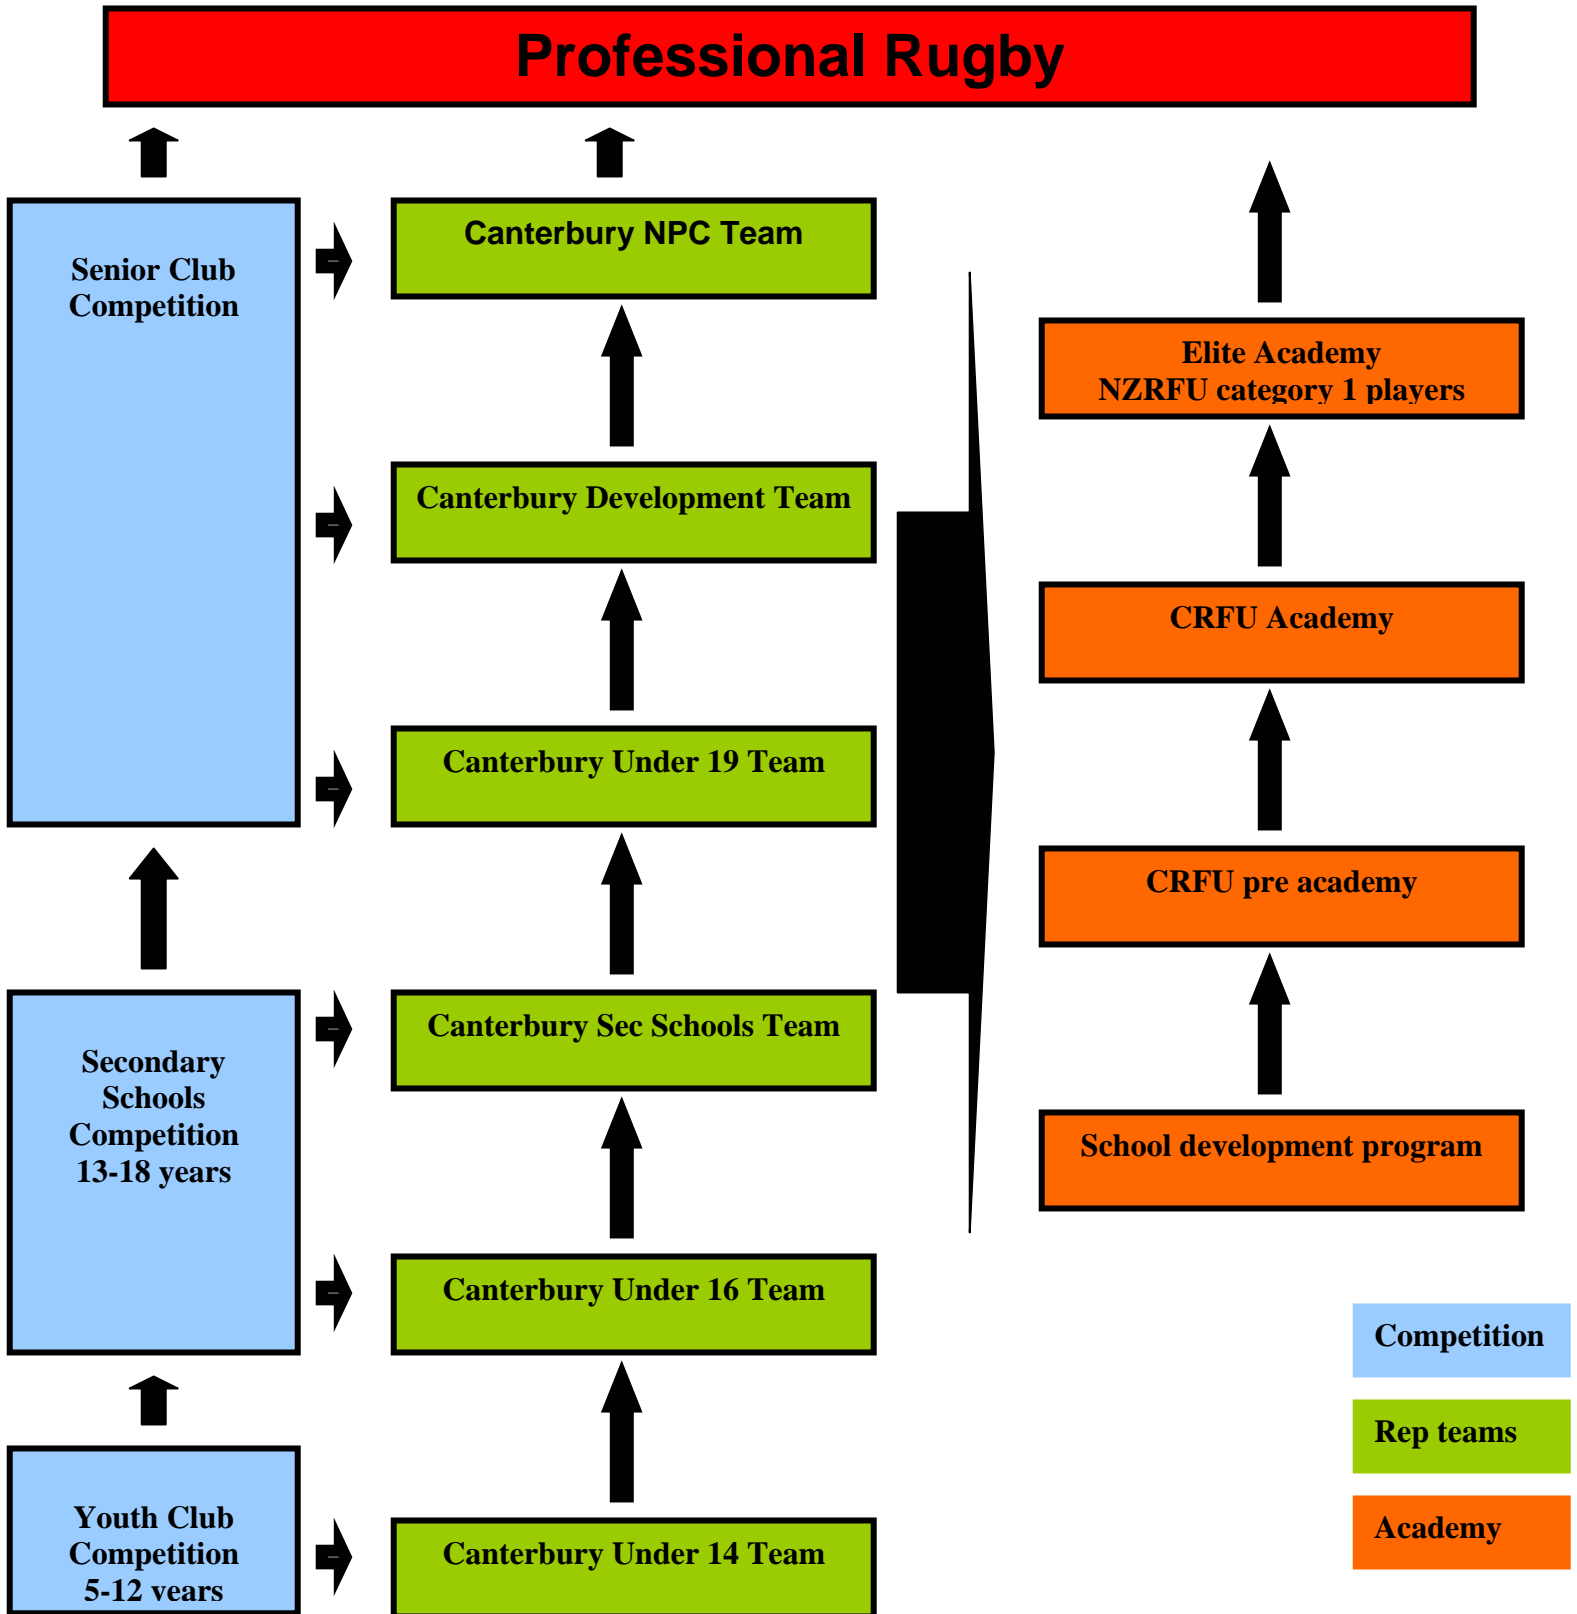 Professional Rugby
Senior Club
Competition
Secondary
Schools
Competition
13-18 years
Youth Club
Competition
5-12 years
Canterbury NPC Team
Canterbury Development Team
Canterbury Under 19 Team
Canterbury Sec Schools Team
Canterbury Under 16 Team
Canterbury Under 14 Team
Elite Academy
NZRFU category 1 players
CRFU Academy
CRFU pre academy
School development program
Competition
Rep teams
Academy